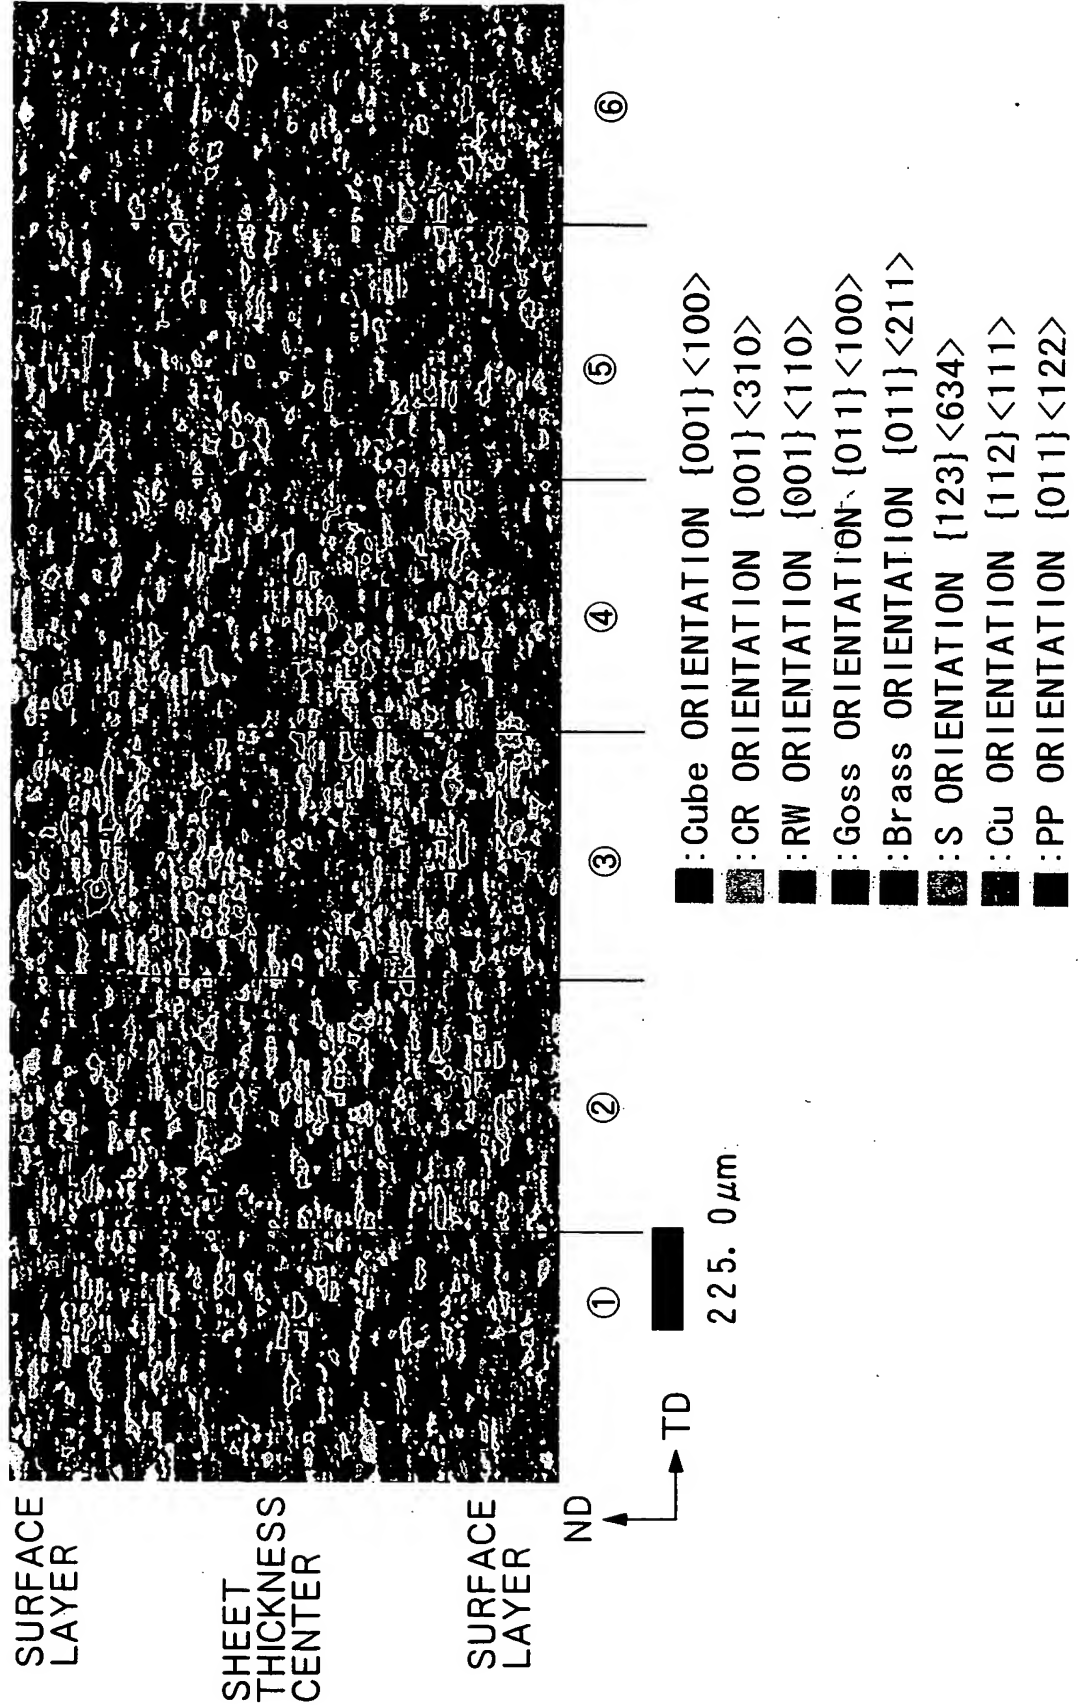 SURFACE
LAYER
SHEET
THICKNESS
CENTER
SURFACE
LAYER
ND
TD
① ② ③ ④ ⑤ ⑥
225.0μm
:Cube ORIENTATION {001}<100>
:CR ORIENTATION {001}<310>
:RW ORIENTATION {001}<110>
:Goss ORIENTATION {011}<100>
:Brass ORIENTATION {011}<211>
:S ORIENTATION {123}<634>
:Cu ORIENTATION {112}<111>
:PP ORIENTATION {011}<122>